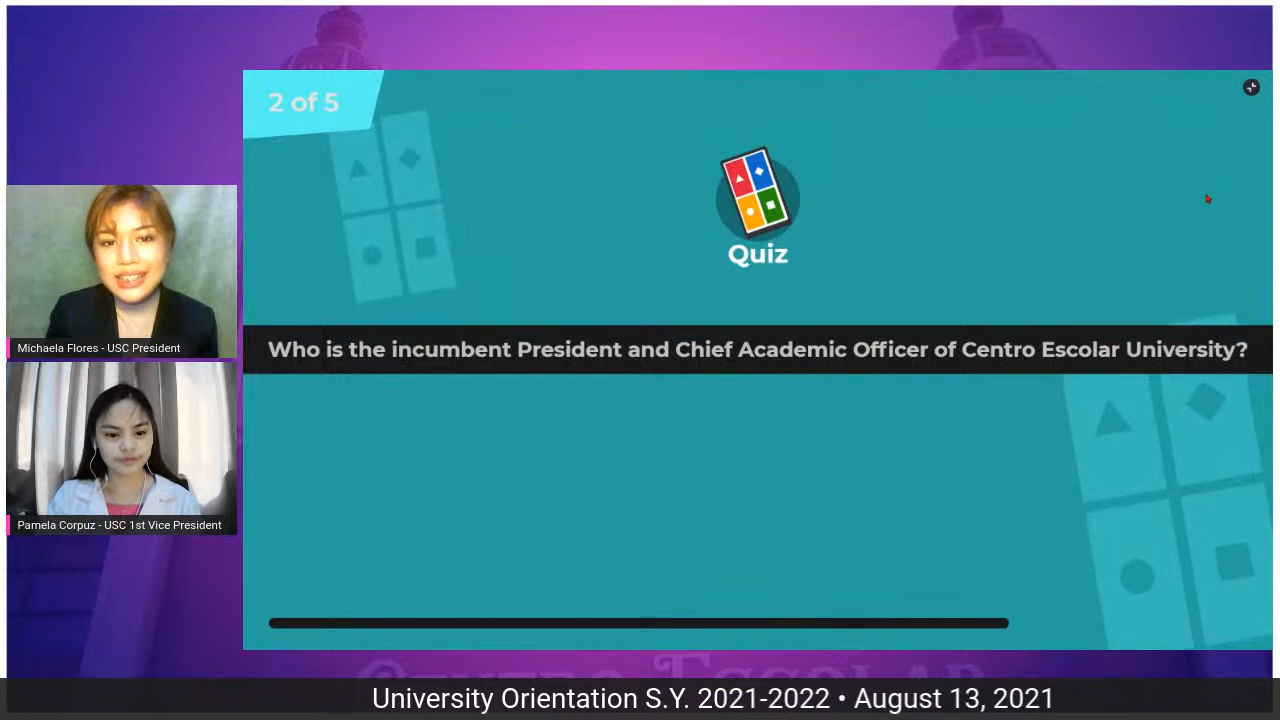 2 of 5
Quiz
Who is the incumbent President and Chief Academic Officer of Centro Escolar University?
Michaela Flores - USC President
Pamela Corpuz - USC 1st Vice President
University Orientation S.Y. 2021-2022 • August 13, 2021